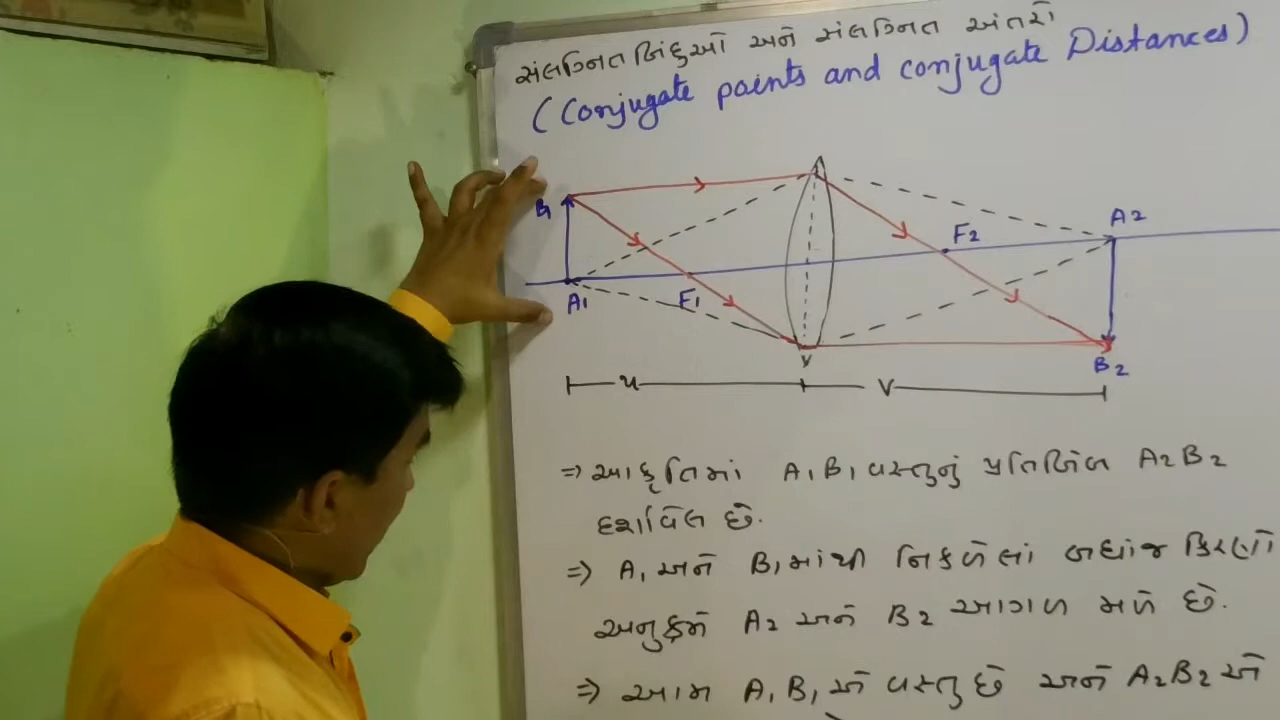 સંલગ્નિત બિંદુઓ અને સંલગ્નિત અંતરો
(Conjugate points and conjugate Distances)
B1
A2
F2
A1
F1
B2
u
V
⇒ આકૃતિમાં A1B1 વસ્તુનું પ્રતિબિંબ A2B2
દર્શાવેલ છે.
⇒ A1 અને B1માંથી નિકળેલાં બધાંજ કિરણો
અનુક્રમે A2 અને B2 આગળ મળે છે.
⇒ આમ A1B1 એ વસ્તુ છે અને A2B2 એ